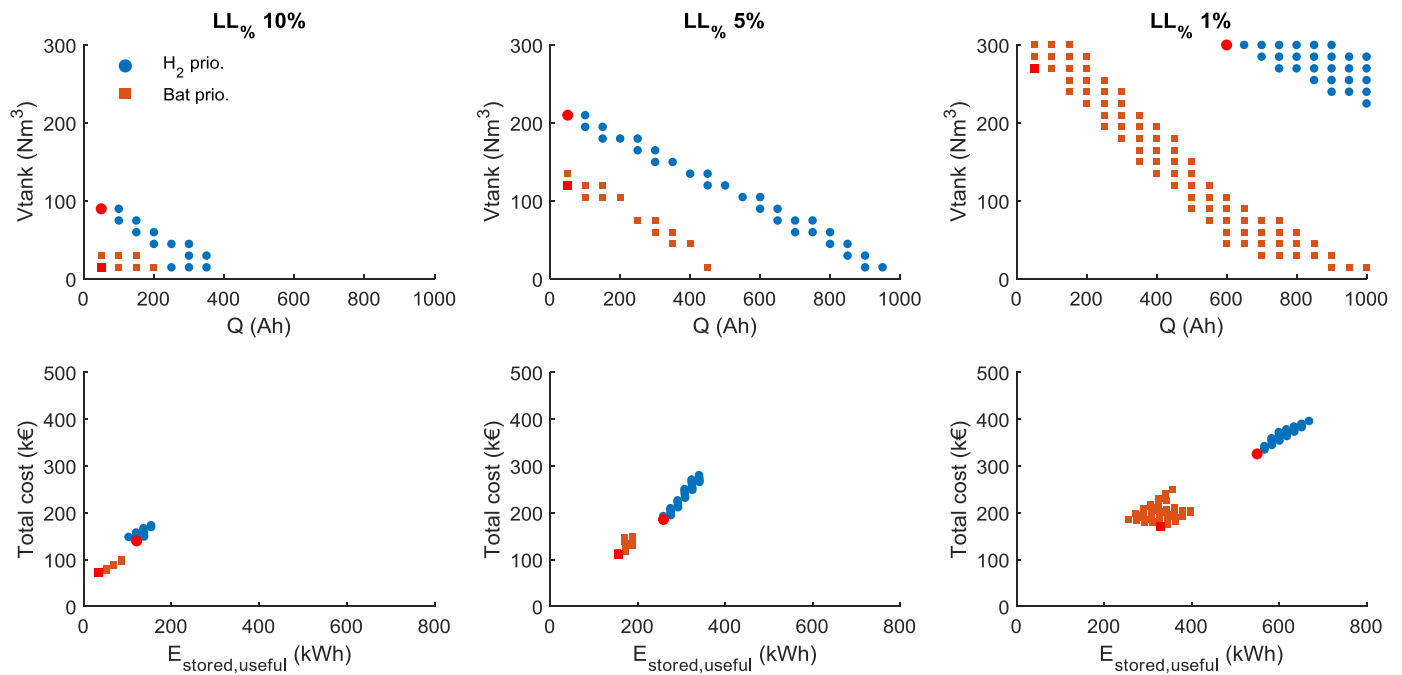 LL% 10%
LL% 5%
LL% 1%
300
200
100
0
Vtank (Nm³)
H₂ prio.
Bat prio.
0 200 400 600 800 1000
Q (Ah)
300
200
100
0
Vtank (Nm³)
0 200 400 600 800 1000
Q (Ah)
300
200
100
0
Vtank (Nm³)
0 200 400 600 800 1000
Q (Ah)
500
400
300
200
100
0
Total cost (k€)
0 200 400 600 800
E stored,useful (kWh)
500
400
300
200
100
0
Total cost (k€)
0 200 400 600 800
E stored,useful (kWh)
500
400
300
200
100
0
Total cost (k€)
0 200 400 600 800
E stored,useful (kWh)